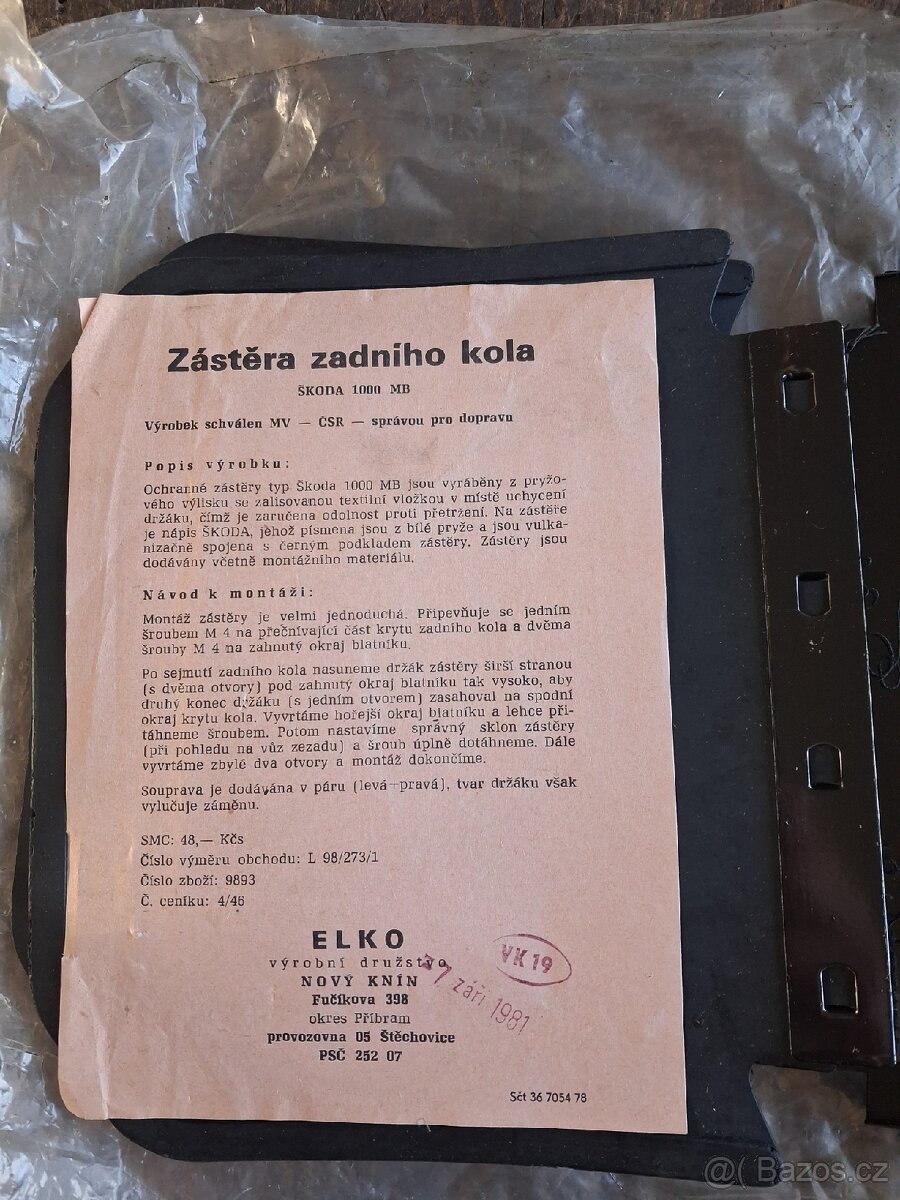 Zástěra zadního kola
ŠKODA 1000 MB
Výrobek schválen MV — ČSR — správou pro dopravu
Popis výrobku:
Ochranné zástěry typ Škoda 1000 MB jsou vyráběny z pryžo-
vého výlisku se zalisovanou textilní vložkou v místě uchycení
držáku, čímž je zaručena odolnost proti přetržení. Na zástěře
je nápis ŠKODA, jehož písmena jsou z bílé pryže a jsou vulka-
nizačně spojena s černým podkladem zástěry. Zástěry jsou
dodávány včetně montážního materiálu.
Návod k montáži:
Montáž zástěry je velmi jednoduchá. Připevňuje se jedním
šroubem M 4 na přečnívající část krytu zadního kola a dvěma
šrouby M 4 na zahnutý okraj blatníku.
Po sejmutí zadního kola nasuneme držák zástěry širší stranou
(s dvěma otvory) pod zahnutý okraj blatníku tak vysoko, aby
druhý konec držáku (s jedním otvorem) zasahoval na spodní
okraj krytu kola. Vyvrtáme hořejší okraj blatníku a lehce při-
táhneme šroubem. Potom nastavíme správný sklon zástěry
(při pohledu na vůz zezadu) a šroub úplně dotáhneme. Dále
vyvrtáme zbylé dva otvory a montáž dokončíme.
Souprava je dodávána v páru (levá—pravá), tvar držáku však
vylučuje záměnu.
SMC: 48,— Kčs
Číslo výměru obchodu: L 98/273/1
Číslo zboží: 9893
Č. ceníku: 4/46
ELKO
výrobní družstvo
NOVÝ KNÍN
Fučíkova 398
okres Příbram
provozovna 05 Štěchovice
PSČ 252 07
VK 19
7 září 1981
Sčt 36 7054 78
@( Bazos.cz